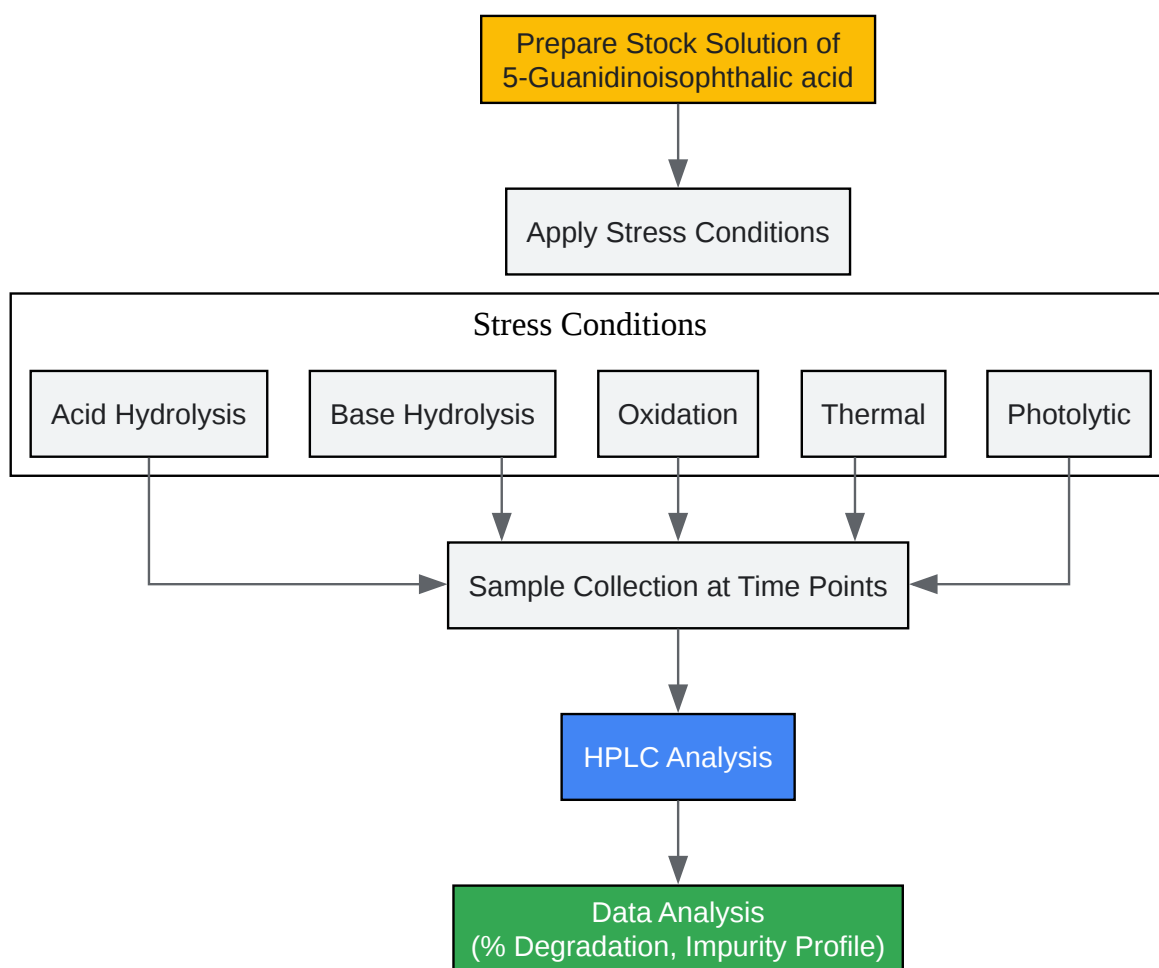 Prepare Stock Solution of
5-Guanidinoisophthalic acid
Apply Stress Conditions
Stress Conditions
Acid Hydrolysis
Base Hydrolysis
Oxidation
Thermal
Photolytic
Sample Collection at Time Points
HPLC Analysis
Data Analysis
(% Degradation, Impurity Profile)